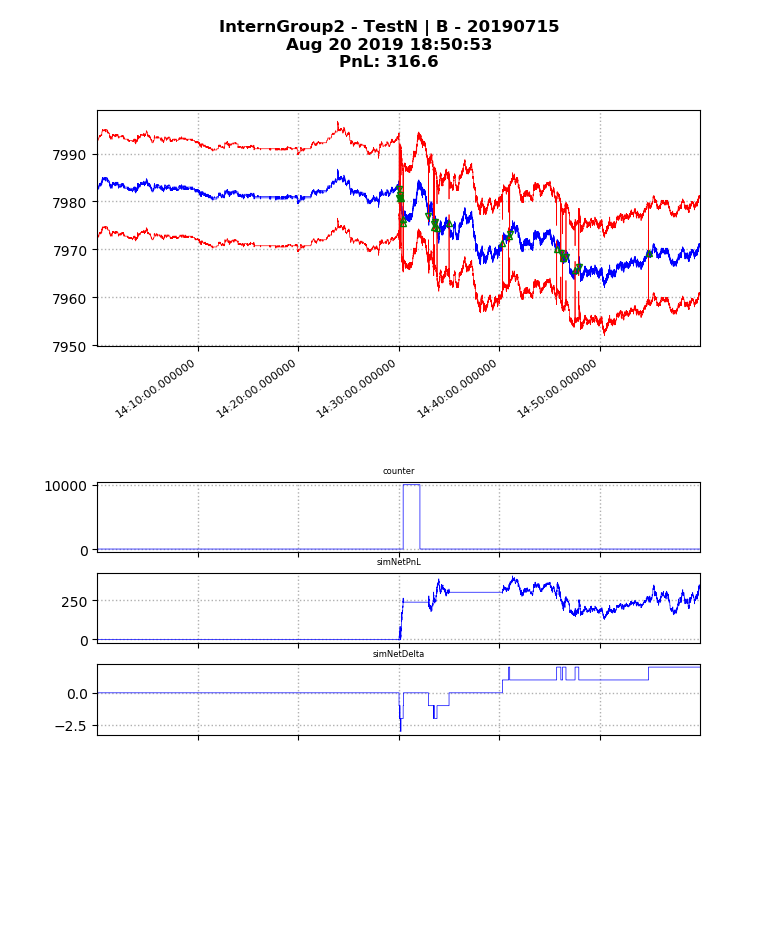 InternGroup2 - TestN | B - 20190715
Aug 20 2019 18:50:53
PnL: 316.6
7990
7980
7970
7960
7950
14:10:00.000000
14:20:00.000000
14:30:00.000000
14:40:00.000000
14:50:00.000000
counter
10000
0
simNetPnL
250
0
simNetDelta
0.0
−2.5